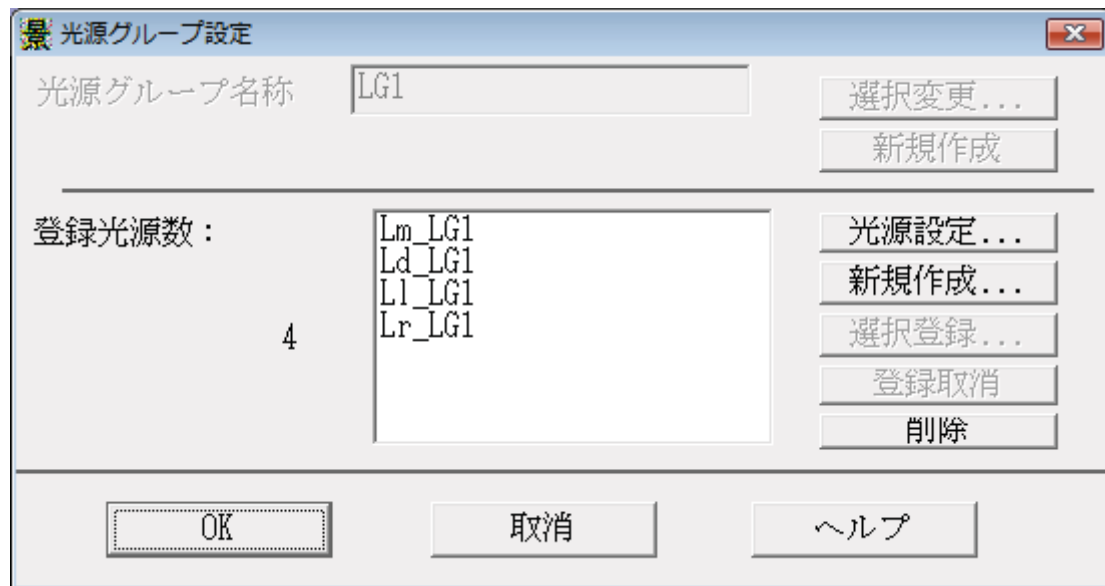 景 光源グループ設定
光源グループ名称 LG1 選択変更...
新規作成
登録光源数： Lm_LG1 光源設定...
Ld_LG1
Ll_LG1 新規作成...
4 Lr_LG1 選択登録...
登録取消
削除
OK 取消 ヘルプ